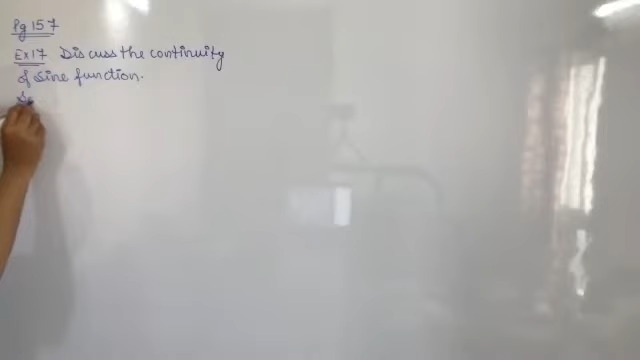 Pg 157
Ex17 Discuss the continuity
of sine function.